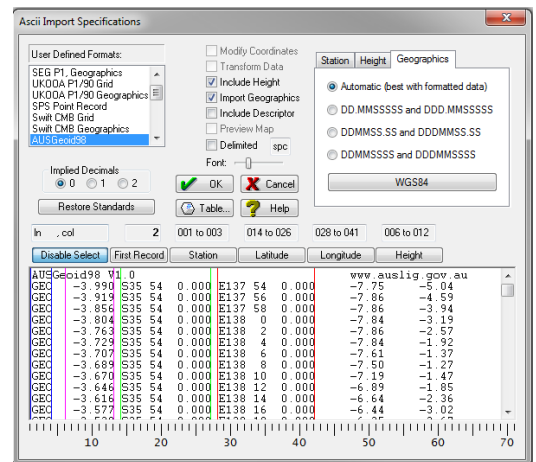 Ascii Import Specifications
User Defined Formats:
SEG P1, Geographics
UKOOA P1/90 Grid
UKOOA P1/90 Geographics
SPS Point Record
Swift CMB Grid
Swift CMB Geographics
AUSGeoid98
Implied Decimals
0 1 2
Restore Standards
Modify Coordinates
Transform Data
Include Height
Import Geographics
Include Descriptor
Preview Map
Delimited spc
Font:
OK Cancel
Table... Help
Station Height Geographics
Automatic (best with formatted data)
DD.MMSSSSS and DDD.MMSSSSS
DDMMSS.SS and DDDMMSS.SS
DDMMSSSS and DDDMMSSSS
WGS84
ln , col 2 001 to 003 014 to 026 028 to 041 006 to 012
Disable Select First Record Station Latitude Longitude Height
AUSGeoid98 V1.0 www.auslig.gov.au
GEO -3.990 S35 54 0.000 E137 54 0.000 -7.75 -5.04
GEO -3.919 S35 54 0.000 E137 56 0.000 -7.86 -4.59
GEO -3.856 S35 54 0.000 E137 58 0.000 -7.86 -3.94
GEO -3.804 S35 54 0.000 E138 0 0.000 -7.84 -3.19
GEO -3.763 S35 54 0.000 E138 2 0.000 -7.86 -2.57
GEO -3.729 S35 54 0.000 E138 4 0.000 -7.84 -1.92
GEO -3.707 S35 54 0.000 E138 6 0.000 -7.61 -1.37
GEO -3.689 S35 54 0.000 E138 8 0.000 -7.50 -1.27
GEO -3.670 S35 54 0.000 E138 10 0.000 -7.19 -1.47
GEO -3.646 S35 54 0.000 E138 12 0.000 -6.89 -1.85
GEO -3.616 S35 54 0.000 E138 14 0.000 -6.64 -2.36
GEO -3.577 S35 54 0.000 E138 16 0.000 -6.44 -3.02
10 20 30 40 50 60 70